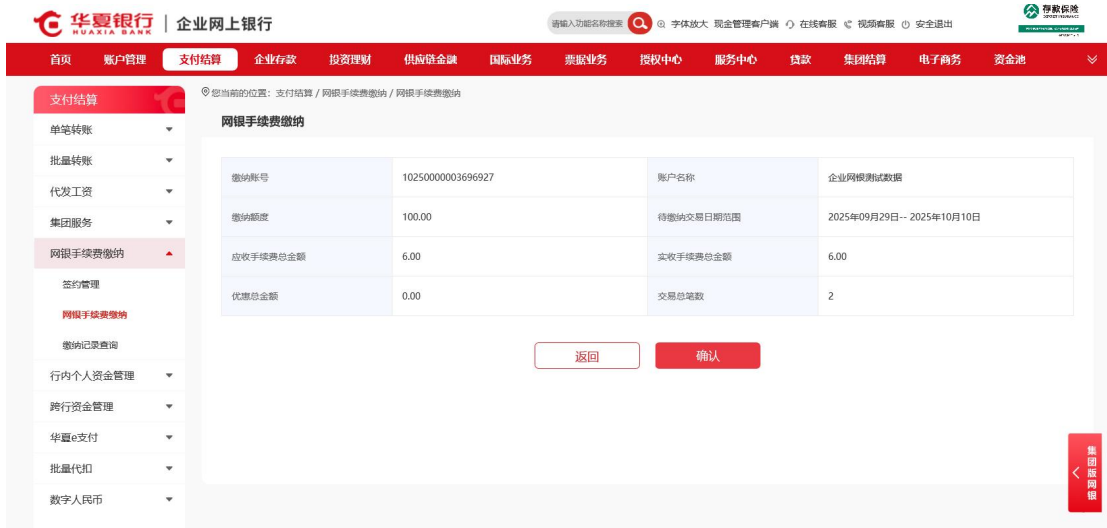 华夏银行 企业网上银行
HUAXIA BANK
请输入功能名称搜索 字体放大 现金管理客户端 在线客服 视频客服 安全退出
存款保险
首页 账户管理 支付结算 企业存款 投资理财 供应链金融 国际业务 票据业务 授权中心 服务中心 贷款 集团结算 电子商务 资金池
支付结算
单笔转账
批量转账
代发工资
集团服务
网银手续费缴纳
签约管理
网银手续费缴纳
缴纳记录查询
行内个人资金管理
跨行资金管理
华夏e支付
批量代扣
数字人民币
您当前的位置：支付结算 / 网银手续费缴纳 / 网银手续费缴纳
网银手续费缴纳
缴纳账号 10250000003696927 账户名称 企业网银测试数据
缴纳额度 100.00 待缴纳交易日期范围 2025年09月29日-- 2025年10月10日
应收手续费总金额 6.00 实收手续费总金额 6.00
优惠总金额 0.00 交易总笔数 2
返回 确认
集团版网银